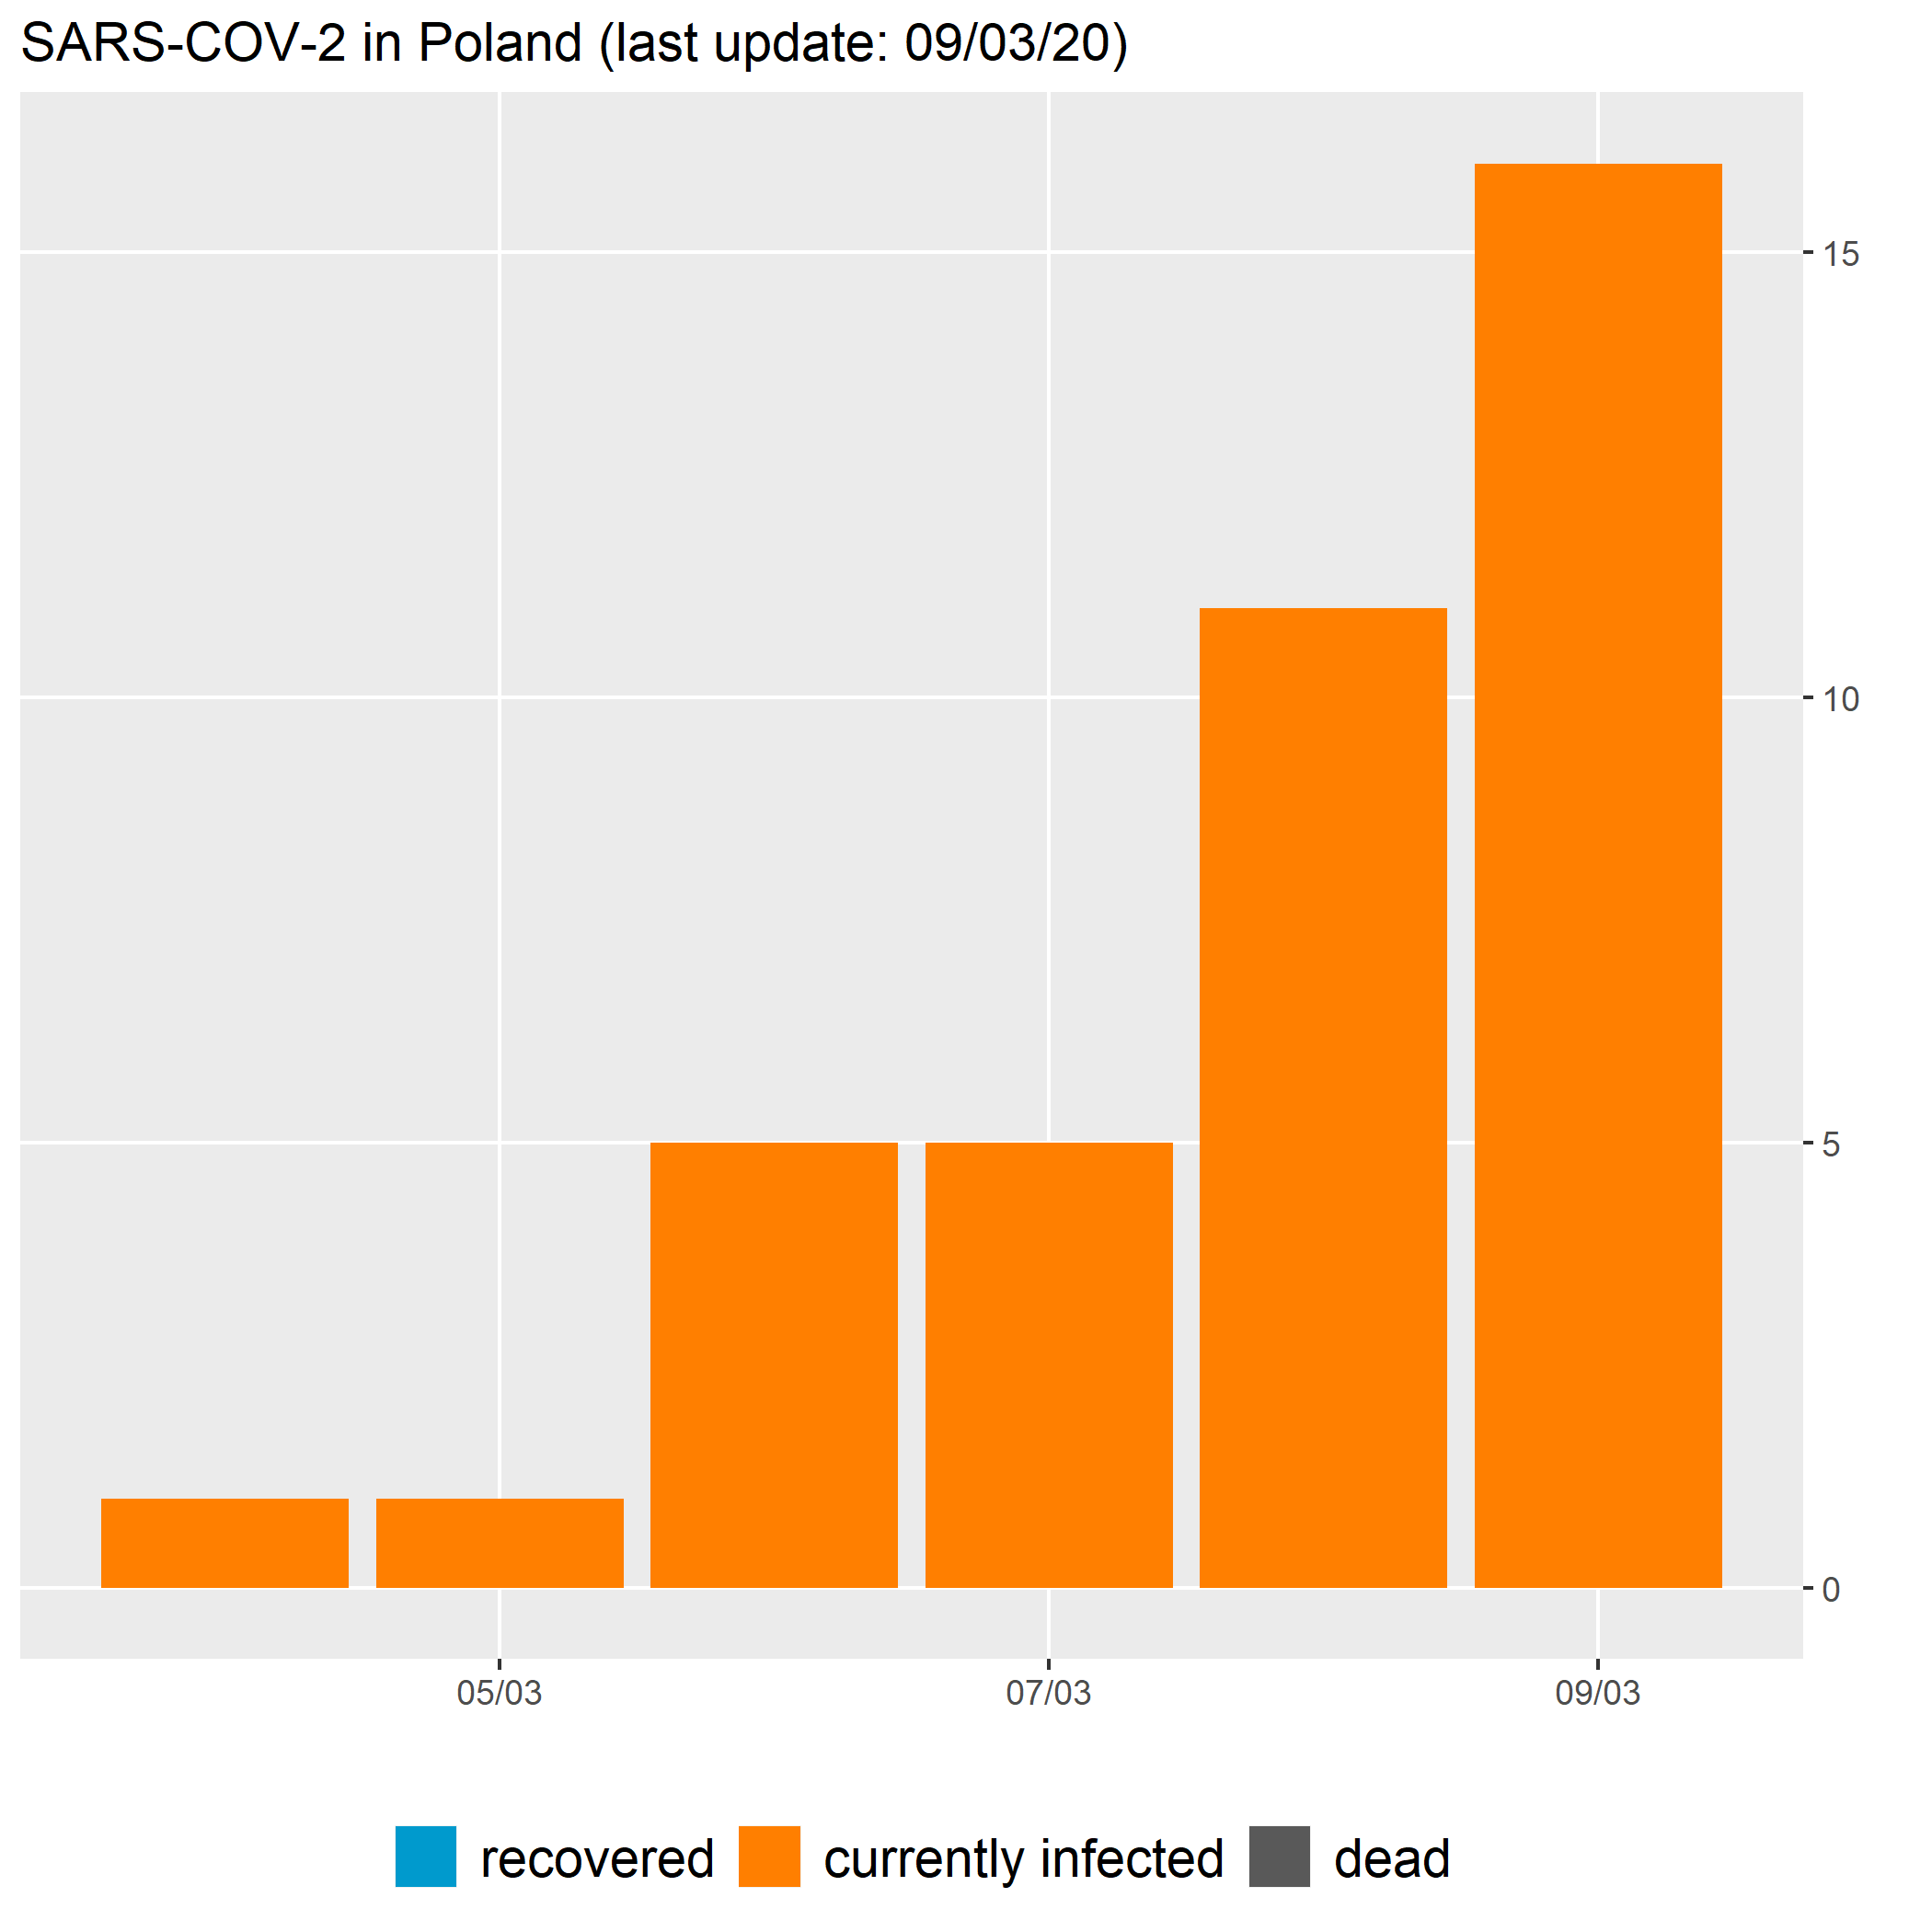 SARS-COV-2 in Poland (last update: 09/03/20)
15
10
5
0
05/03 07/03 09/03
recovered currently infected dead